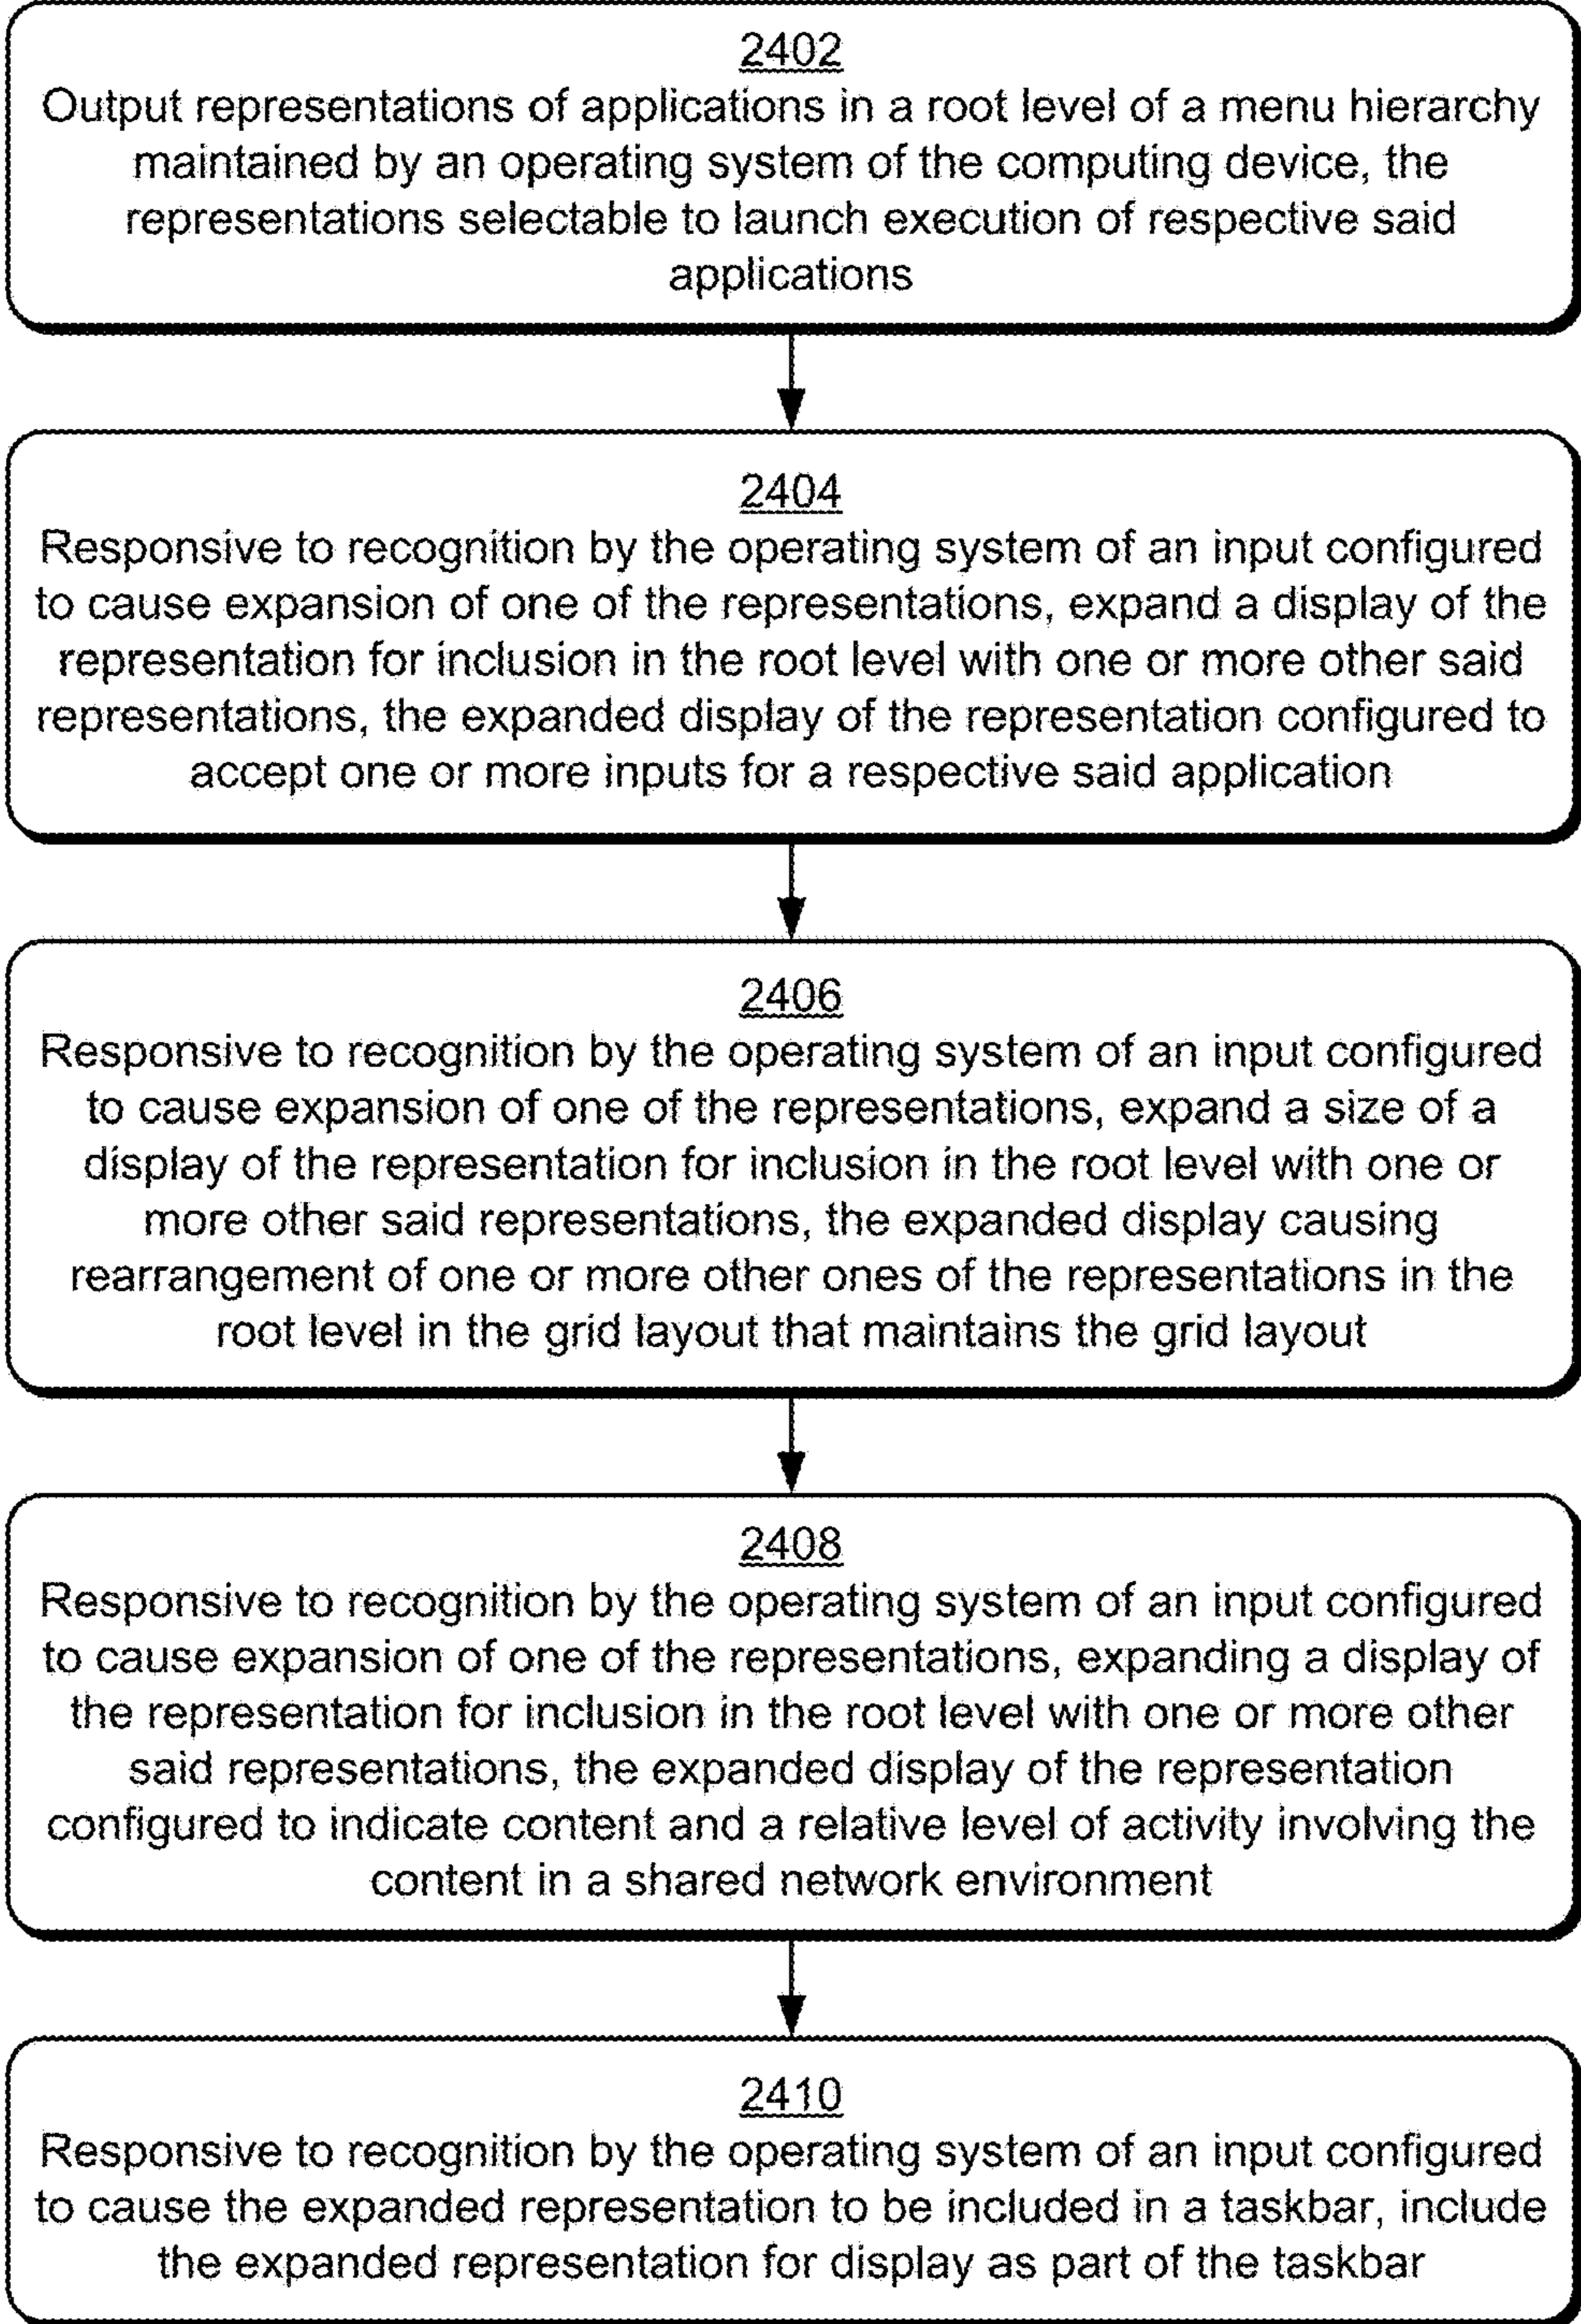 2402
Output representations of applications in a root level of a menu hierarchy
maintained by an operating system of the computing device, the
representations selectable to launch execution of respective said
applications
2404
Responsive to recognition by the operating system of an input configured
to cause expansion of one of the representations, expand a display of the
representation for inclusion in the root level with one or more other said
representations, the expanded display of the representation configured to
accept one or more inputs for a respective said application
2406
Responsive to recognition by the operating system of an input configured
to cause expansion of one of the representations, expand a size of a
display of the representation for inclusion in the root level with one or
more other said representations, the expanded display causing
rearrangement of one or more other ones of the representations in the
root level in the grid layout that maintains the grid layout
2408
Responsive to recognition by the operating system of an input configured
to cause expansion of one of the representations, expanding a display of
the representation for inclusion in the root level with one or more other
said representations, the expanded display of the representation
configured to indicate content and a relative level of activity involving the
content in a shared network environment
2410
Responsive to recognition by the operating system of an input configured
to cause the expanded representation to be included in a taskbar, include
the expanded representation for display as part of the taskbar